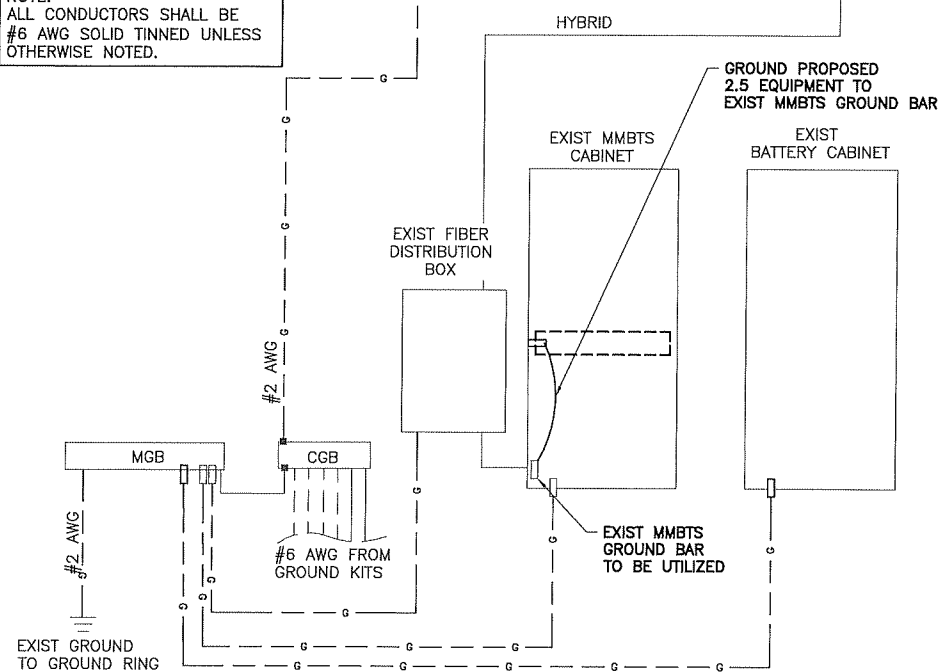 NOTE:
ALL CONDUCTORS SHALL BE
#6 AWG SOLID TINNED UNLESS
OTHERWISE NOTED.
HYBRID
G
GROUND PROPOSED
2.5 EQUIPMENT TO
EXIST MMBTS GROUND BAR
G
EXIST MMBTS
CABINET
EXIST
BATTERY CABINET
G
EXIST FIBER
DISTRIBUTION
BOX
G
#2 AWG
MGB
CGB
G
#2 AWG
G
EXIST MMBTS
GROUND BAR
TO BE UTILIZED
G
G
#6 AWG FROM
GROUND KITS
G
G
G
G
G
EXIST GROUND
TO GROUND RING
G
G
G
G
G
G
G
G